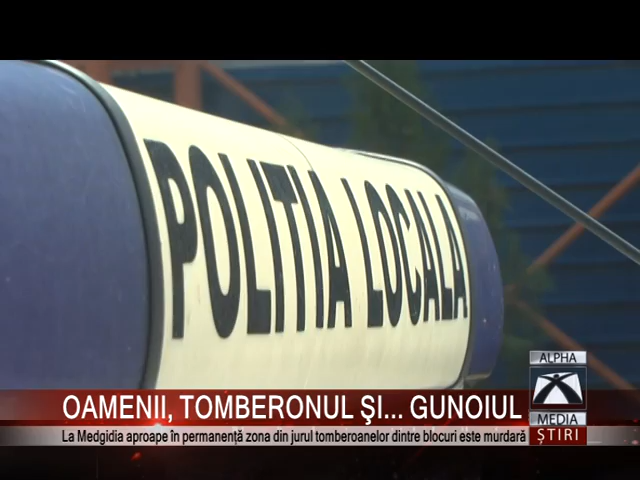 POLITIA LOCALA
ALPHA
MEDIA
ŞTIRI
OAMENII, TOMBERONUL ŞI... GUNOIUL
La Medgidia aproape în permanenţă zona din jurul tomberoanelor dintre blocuri este murdară